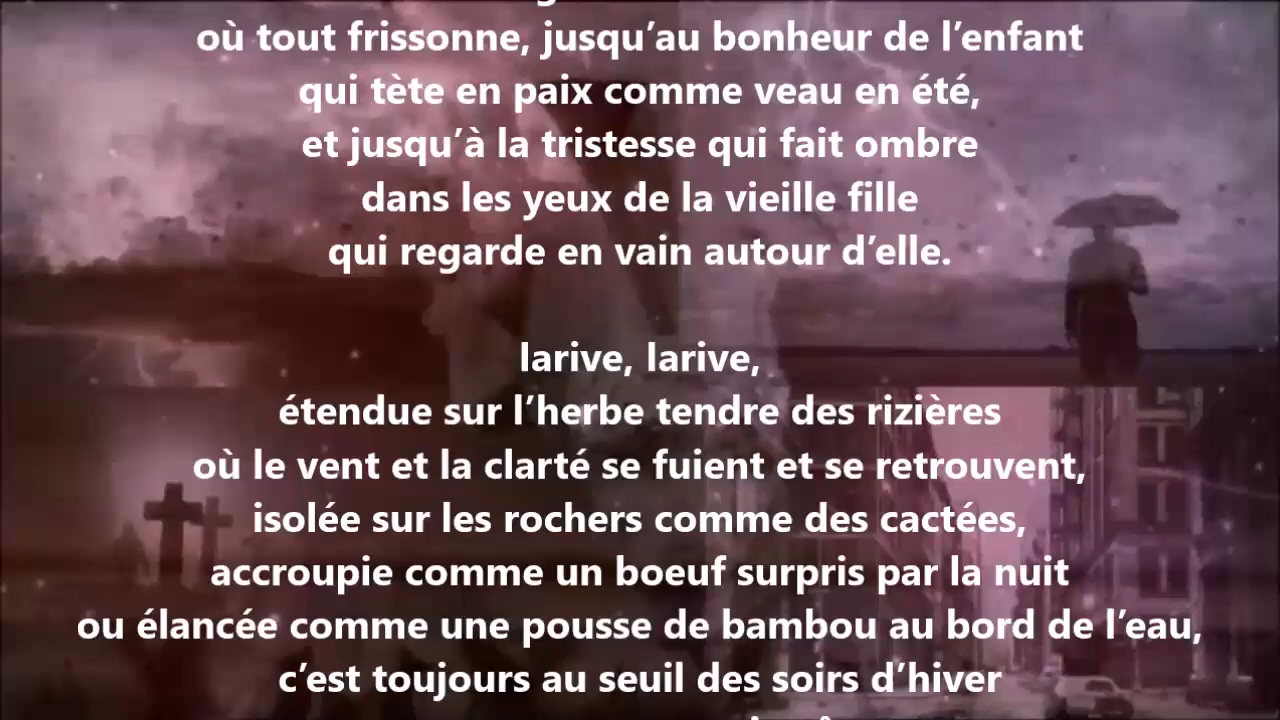 où tout frissonne, jusqu’au bonheur de l’enfant
qui tète en paix comme veau en été,
et jusqu’à la tristesse qui fait ombre
dans les yeux de la vieille fille
qui regarde en vain autour d’elle.
larive, larive,
étendue sur l’herbe tendre des rizières
où le vent et la clarté se fuient et se retrouvent,
isolée sur les rochers comme des cactées,
accroupie comme un boeuf surpris par la nuit
ou élancée comme une pousse de bambou au bord de l’eau,
c’est toujours au seuil des soirs d’hiver